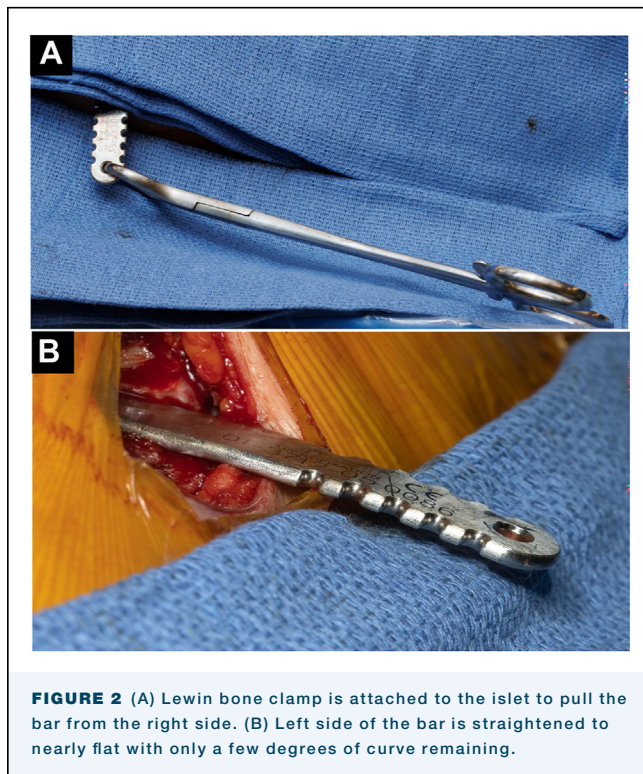 A
B
FIGURE 2 (A) Lewin bone clamp is attached to the islet to pull the
bar from the right side. (B) Left side of the bar is straightened to
nearly flat with only a few degrees of curve remaining.